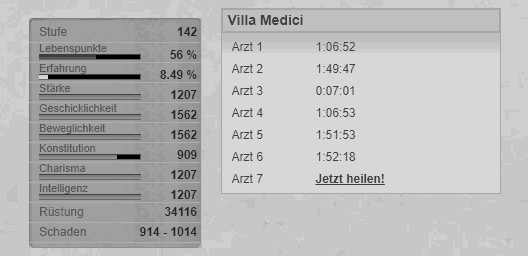 Stufe 142
Lebenspunkte 56 %
Erfahrung 8.49 %
Stärke 1207
Geschicklichkeit 1562
Beweglichkeit 1562
Konstitution 909
Charisma 1207
Intelligenz 1207
Rüstung 34116
Schaden 914 - 1014
Villa Medici
Arzt 1 1:06:52
Arzt 2 1:49:47
Arzt 3 0:07:01
Arzt 4 1:06:53
Arzt 5 1:51:53
Arzt 6 1:52:18
Arzt 7 Jetzt heilen!